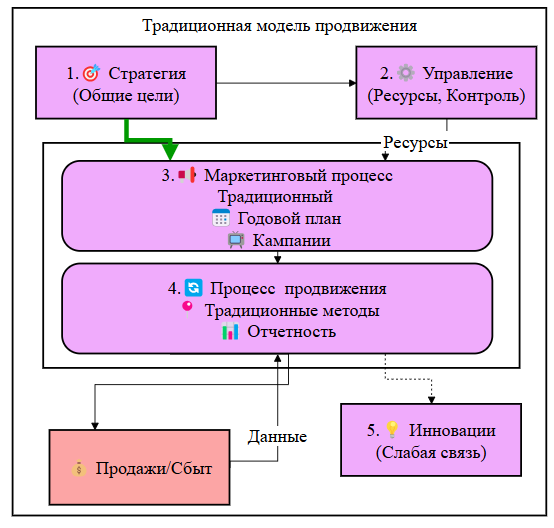 Традиционная модель продвижения
1. 🎯 Стратегия
(Общие цели)
2. ⚙️ Управление
(Ресурсы, Контроль)
Ресурсы
3. Маркетинговый процесс
Традиционный
Годовой план
Кампании
4. 🔄 Процесс продвижения
Традиционные методы
Отчетность
Данные
Продажи/Сбыт
5. 💡 Инновации
(Слабая связь)